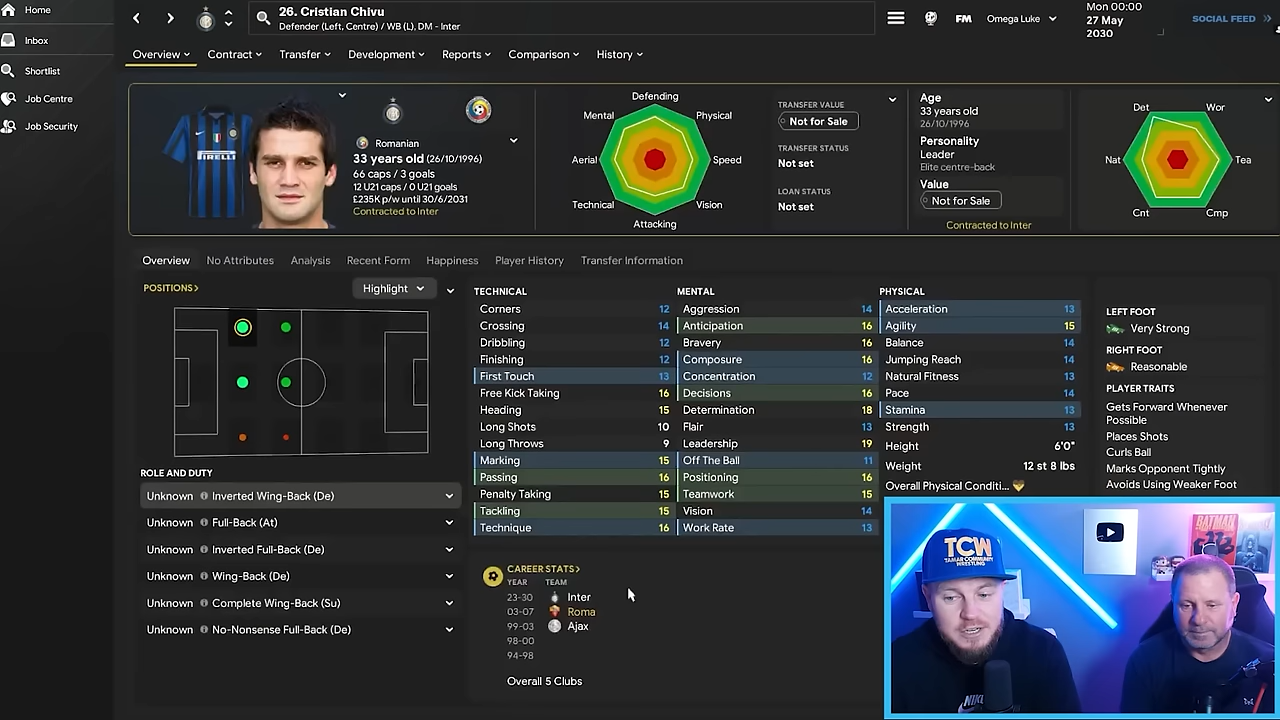 Home
Inbox
Shortlist
Job Centre
Job Security
26. Cristian Chivu
Defender (Left, Centre) / WB (L), DM - Inter
FM
Omega Luke
Mon 00:00
27 May
2030
SOCIAL FEED
Overview
Contract
Transfer
Development
Reports
Comparison
History
PIRELLI
Romanian
33 years old (26/10/1996)
66 caps / 3 goals
12 U21 caps / 0 U21 goals
£235K p/w until 30/6/2031
Contracted to Inter
Defending
Physical
Speed
Vision
Attacking
Technical
Aerial
Mental
TRANSFER VALUE
Not for Sale
TRANSFER STATUS
Not set
LOAN STATUS
Not set
Age
33 years old
26/10/1996
Personality
Leader
Elite centre-back
Value
Not for Sale
Contracted to Inter
Det
Wor
Tea
Cmp
Cnt
Nat
Overview
No Attributes
Analysis
Recent Form
Happiness
Player History
Transfer Information
POSITIONS
Highlight
ROLE AND DUTY
Unknown Inverted Wing-Back (De)
Unknown Full-Back (At)
Unknown Inverted Full-Back (De)
Unknown Wing-Back (De)
Unknown Complete Wing-Back (Su)
Unknown No-Nonsense Full-Back (De)
TECHNICAL
Corners 12
Crossing 14
Dribbling 12
Finishing 12
First Touch 13
Free Kick Taking 16
Heading 15
Long Shots 10
Long Throws 9
Marking 15
Passing 16
Penalty Taking 15
Tackling 15
Technique 16
MENTAL
Aggression 14
Anticipation 16
Bravery 16
Composure 16
Concentration 12
Decisions 16
Determination 18
Flair 13
Leadership 19
Off The Ball 11
Positioning 16
Teamwork 15
Vision 14
Work Rate 13
PHYSICAL
Acceleration 13
Agility 15
Balance 14
Jumping Reach 14
Natural Fitness 13
Pace 14
Stamina 13
Strength 13
Height 6'0"
Weight 12 st 8 lbs
Overall Physical Conditi...
LEFT FOOT
Very Strong
RIGHT FOOT
Reasonable
PLAYER TRAITS
Gets Forward Whenever
Possible
Places Shots
Curls Ball
Marks Opponent Tightly
Avoids Using Weaker Foot
CAREER STATS
YEAR TEAM
23-30 Inter
03-07 Roma
99-03 Ajax
98-00
94-98
Overall 5 Clubs
TCW
TAMAR COMMUNITY
WRESTLING
NIKE
BATMAN